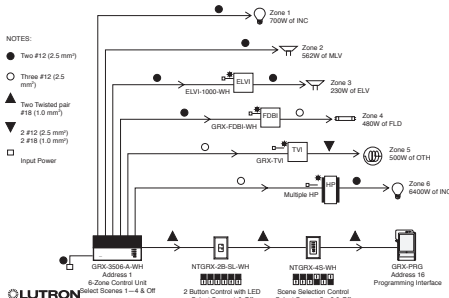 NOTES:
Two #12 (2.5 mm²)
Three #12 (2.5
mm²)
Two Twisted pair
#18 (1.0 mm²)
2 #12 (2.5 mm²)
2 #18 (1.0 mm²)
Input Power
Zone 1
700W of INC
Zone 2
562W of MLV
ELVI
ELVI-1000-WH
Zone 3
230W of ELV
FDBI
GRX-FDBI-WH
Zone 4
480W of FLD
TVI
GRX-TVI
Zone 5
500W of OTH
HP
Multiple HP
Zone 6
6400W of INC
GRX-3506-A-WH
Address 1
6-Zone Control Unit
Select Scenes 1—4 & Off
NTGRX-2B-SL-WH
2 Button Control with LED
NTGRX-4S-WH
Scene Selection Control
GRX-PRG
Address 16
Programming Interface
LUTRON